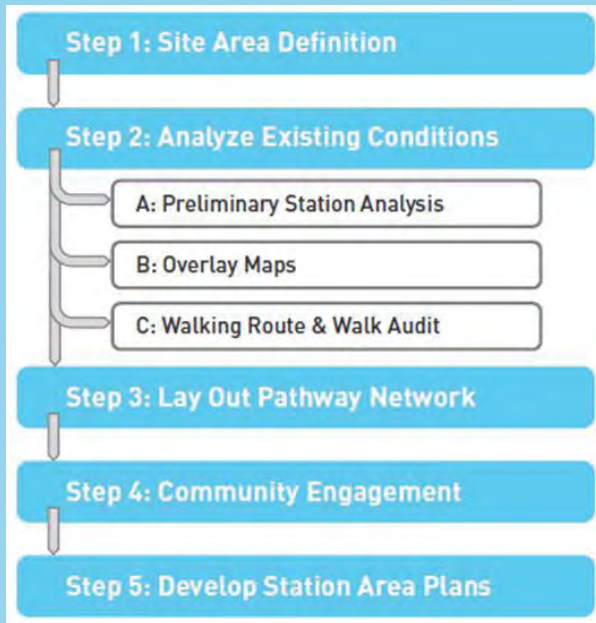 Step 1: Site Area Definition
Step 2: Analyze Existing Conditions
A: Preliminary Station Analysis
B: Overlay Maps
C: Walking Route & Walk Audit
Step 3: Lay Out Pathway Network
Step 4: Community Engagement
Step 5: Develop Station Area Plans